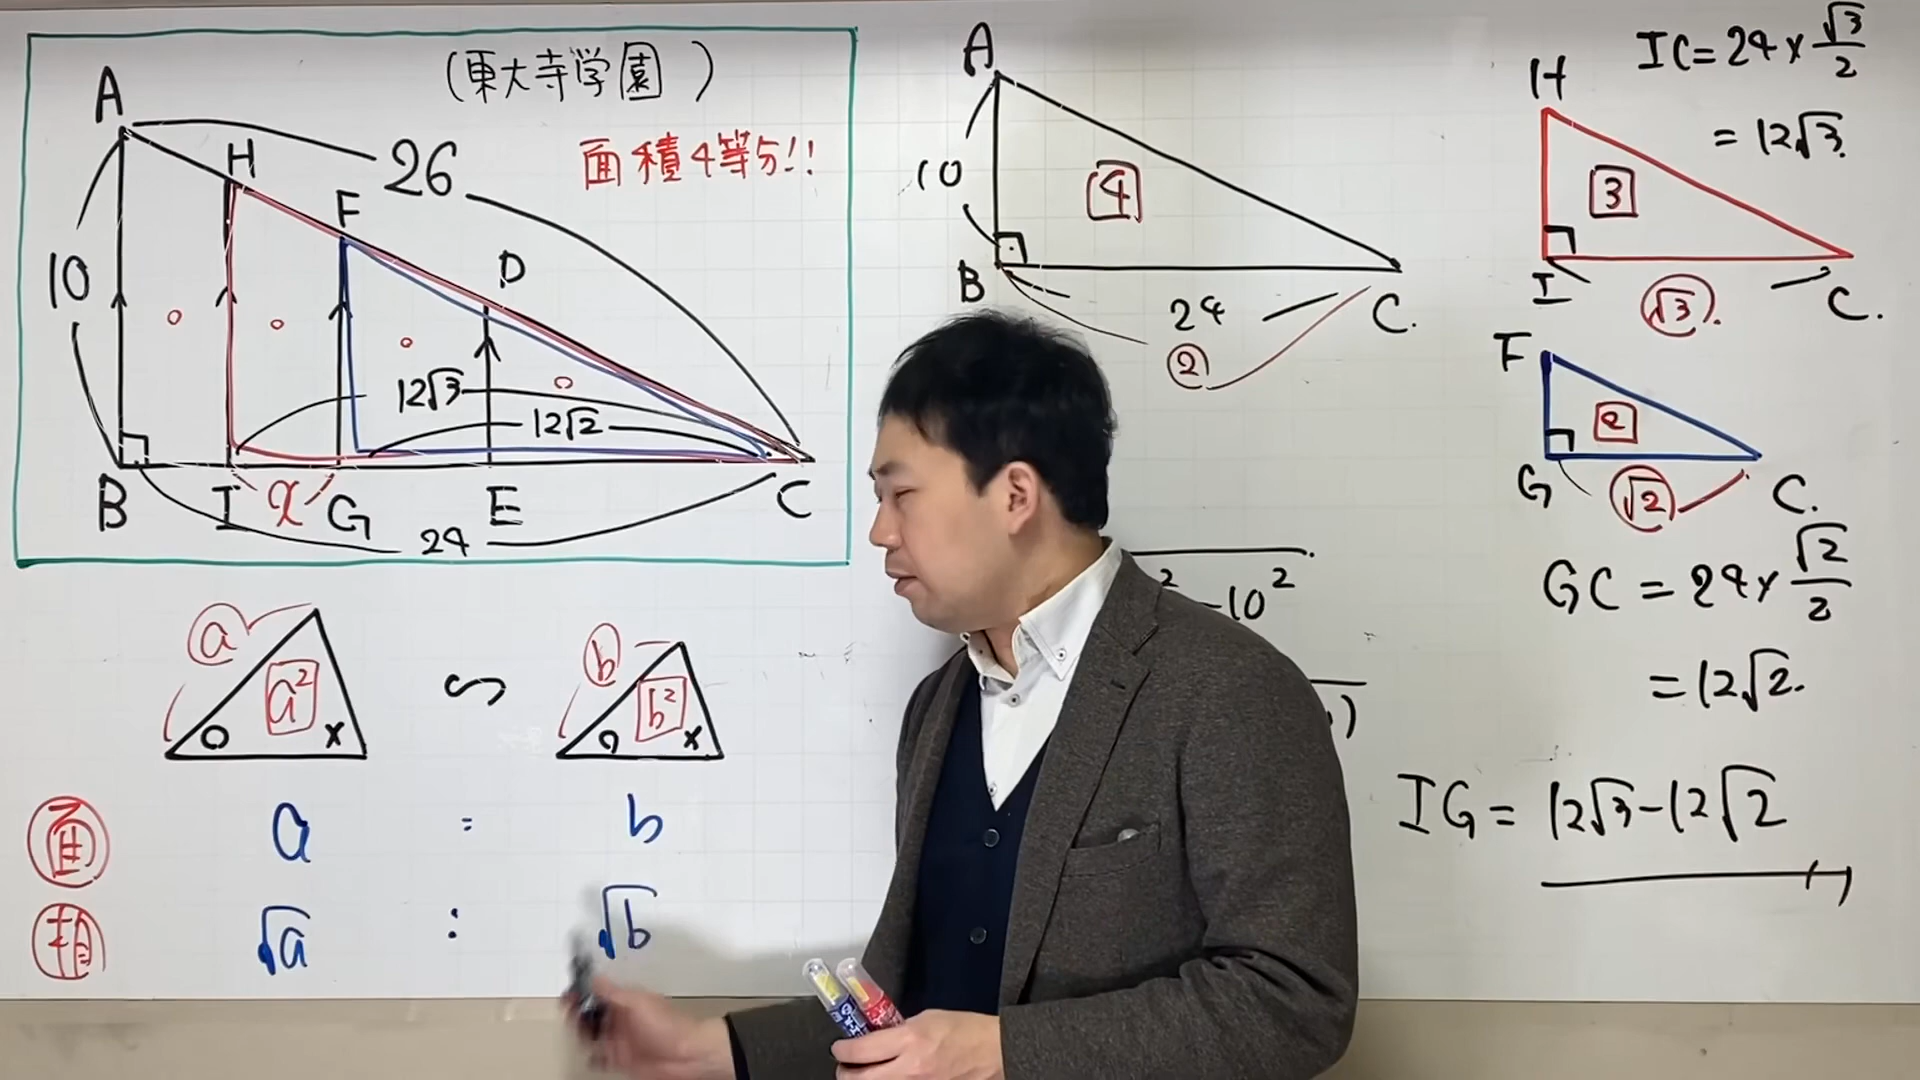 (東大寺学園)
面積4等分!!
A
H
F
D
26
10
12√3
12√2
B
I
x
G
E
C
24
A
10
4
B
24
C.
2
IC=24×√3/2
=12√3.
H
3
I
√3.
C.
F
2
G
√2
C.
GC=24×√2/2
=12√2.
IG=12√3-12√2
2-10²
)
a
a²
○
×
∽
b
b²
○
×
面
a : b
相
√a : √b